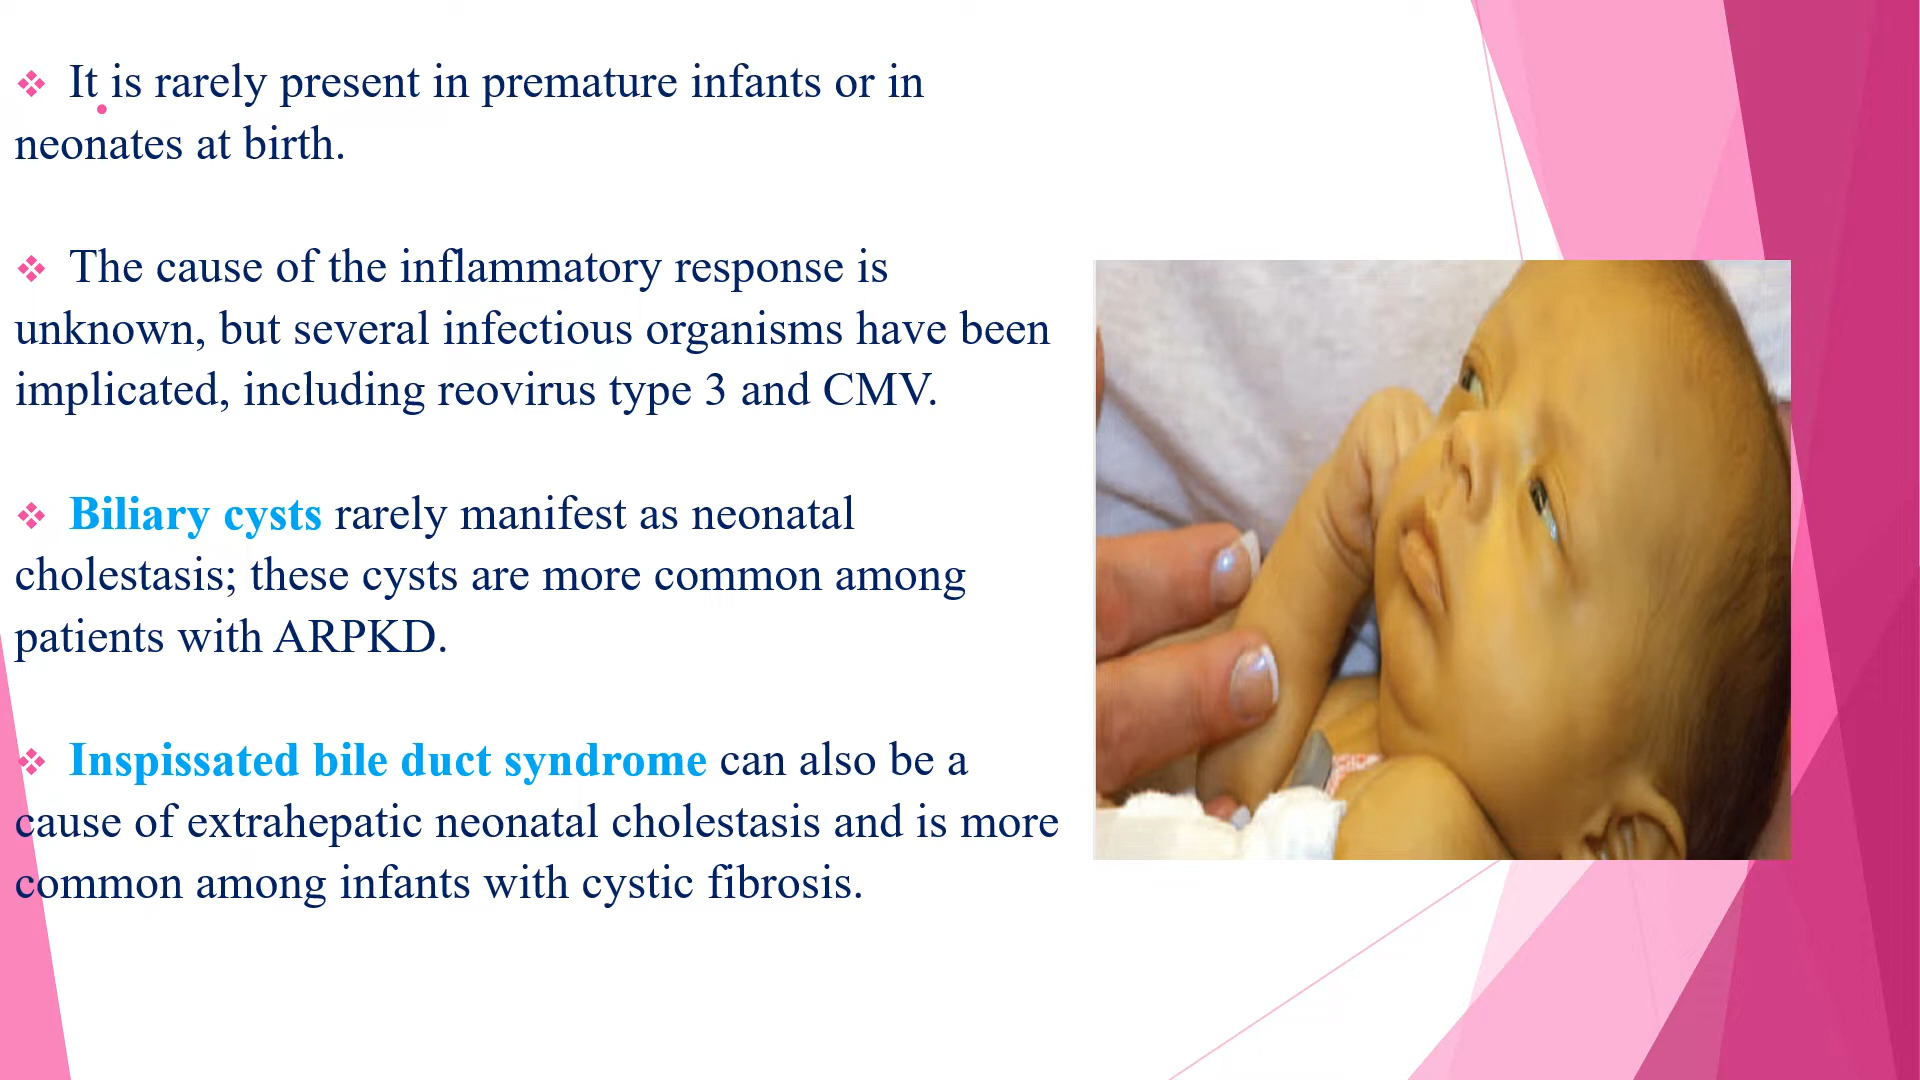 ❖ It is rarely present in premature infants or in
neonates at birth.
❖ The cause of the inflammatory response is
unknown, but several infectious organisms have been
implicated, including reovirus type 3 and CMV.
❖ Biliary cysts rarely manifest as neonatal
cholestasis; these cysts are more common among
patients with ARPKD.
❖ Inspissated bile duct syndrome can also be a
cause of extrahepatic neonatal cholestasis and is more
common among infants with cystic fibrosis.